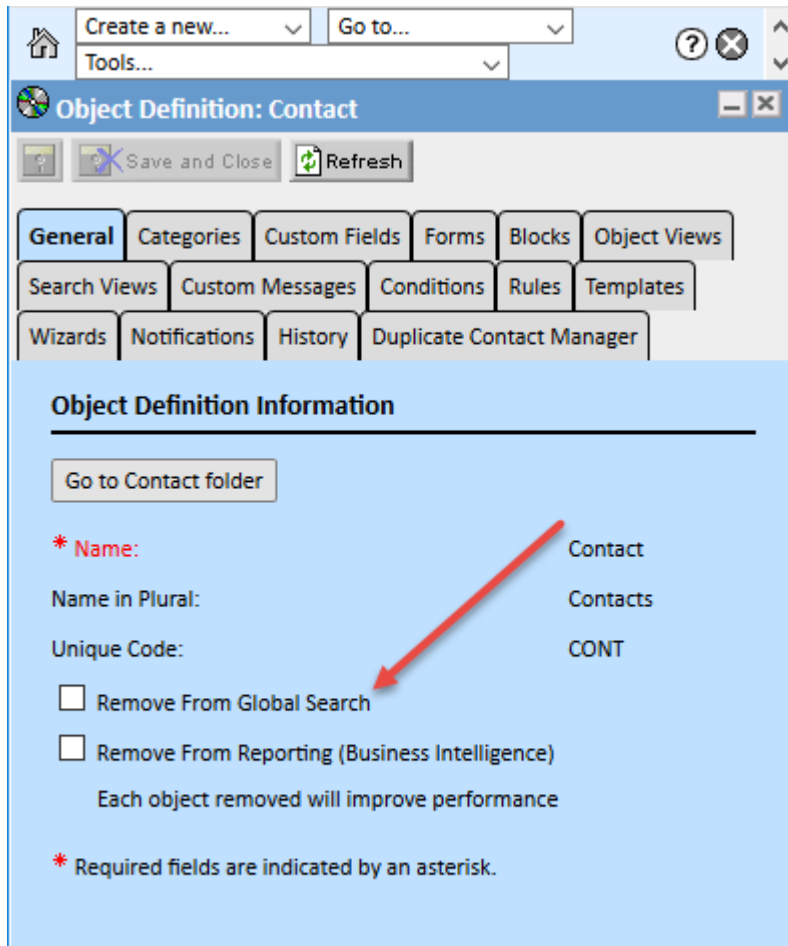 Create a new... Go to...
Tools...
Object Definition: Contact
Save and Close Refresh
General Categories Custom Fields Forms Blocks Object Views
Search Views Custom Messages Conditions Rules Templates
Wizards Notifications History Duplicate Contact Manager
Object Definition Information
Go to Contact folder
* Name: Contact
Name in Plural: Contacts
Unique Code: CONT
Remove From Global Search
Remove From Reporting (Business Intelligence)
Each object removed will improve performance
* Required fields are indicated by an asterisk.